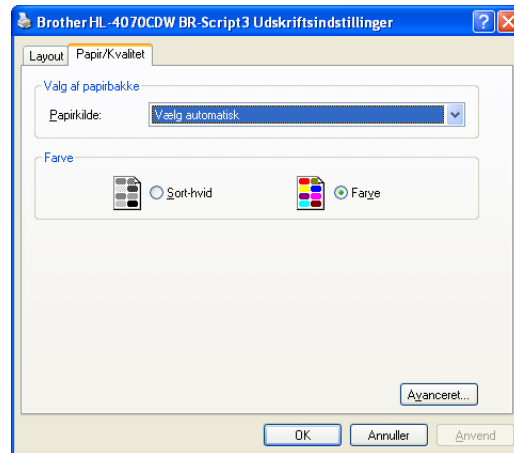 Brother HL-4070CDW BR-Script3 Udskriftsindstillinger
Layout Papir/Kvalitet
Valg af papirbakke
Papirkilde: Vælg automatisk
Farve
Sort-hvid Farve
Avanceret...
OK Annuller Anvend